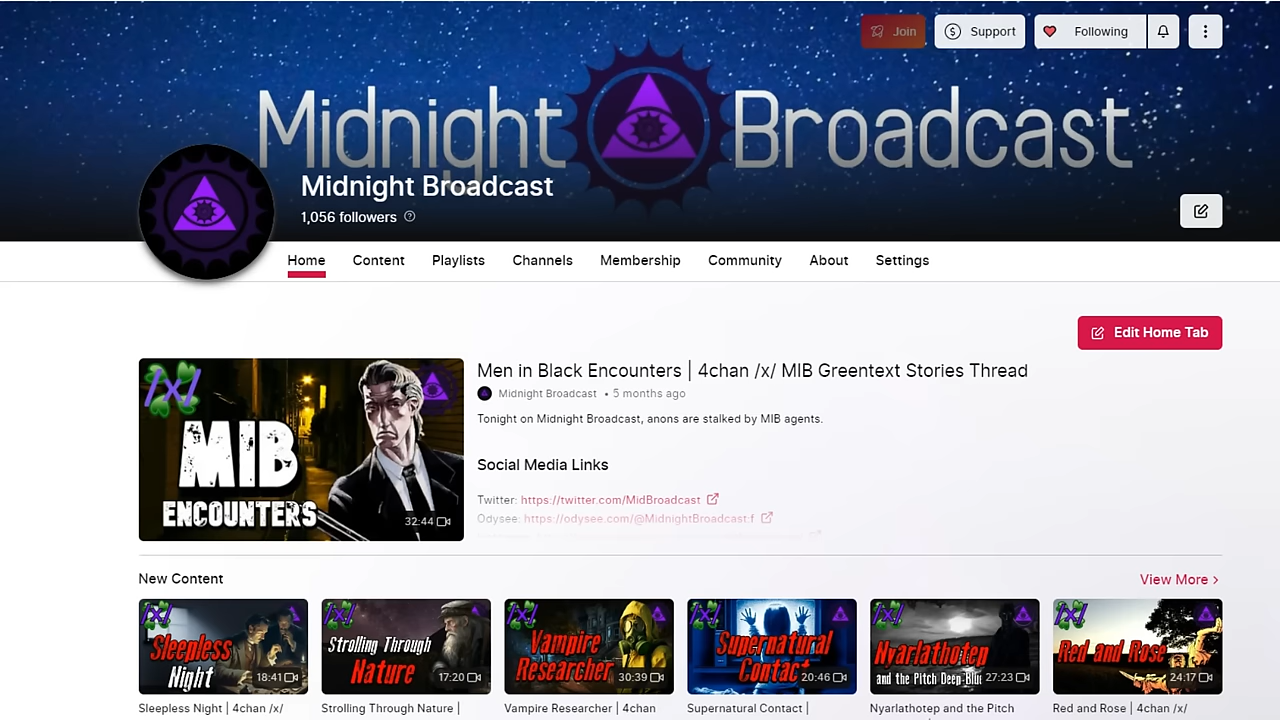 Join
Support
Following
Midnight Broadcast
Midnight Broadcast
1,056 followers
Home Content Playlists Channels Membership Community About Settings
Edit Home Tab
/x/
MIB
ENCOUNTERS
32:44
Men in Black Encounters | 4chan /x/ MIB Greentext Stories Thread
Midnight Broadcast • 5 months ago
Tonight on Midnight Broadcast, anons are stalked by MIB agents.
Social Media Links
Twitter: https://twitter.com/MidBroadcast
Odysee: https://odysee.com/@MidnightBroadcast:f
New Content
View More
/x/
Sleepless
Night
18:41
Sleepless Night | 4chan /x/
/x/
Strolling Through
Nature
17:20
Strolling Through Nature |
/x/
Vampire
Researcher
30:39
Vampire Researcher | 4chan
/x/
Supernatural
Contact
20:46
Supernatural Contact |
/x/
Nyarlathotep
and the Pitch Deep Blue
27:23
Nyarlathotep and the Pitch
/x/
Red and Rose
24:17
Red and Rose | 4chan /x/